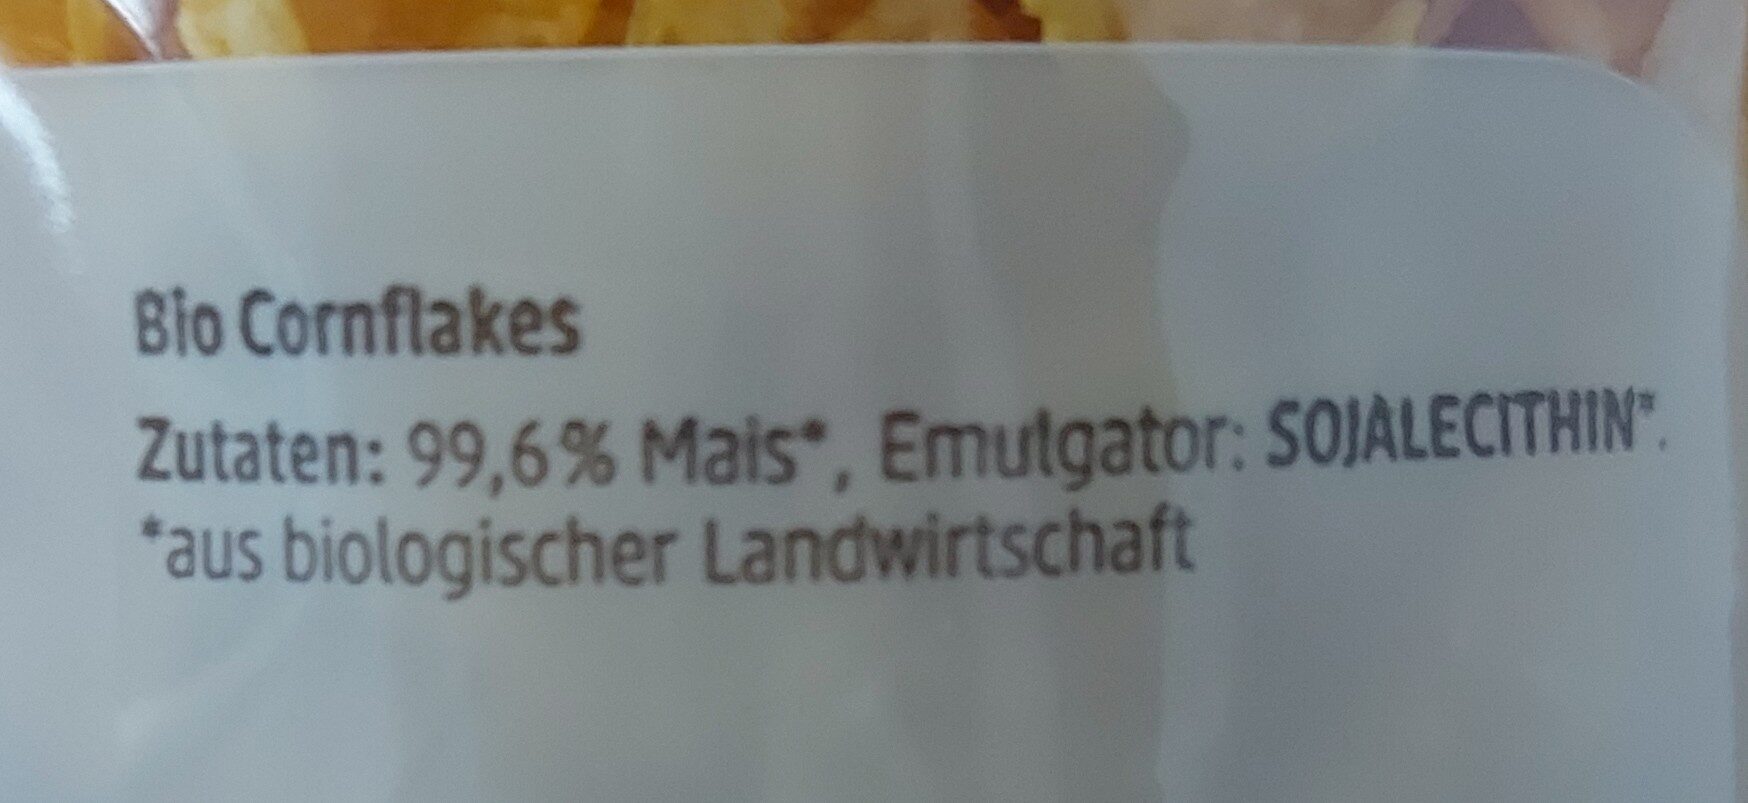 Bio Cornflakes
Zutaten: 99,6% Mais*, Emulgator: SOJALECITHIN*.
*aus biologischer Landwirtschaft